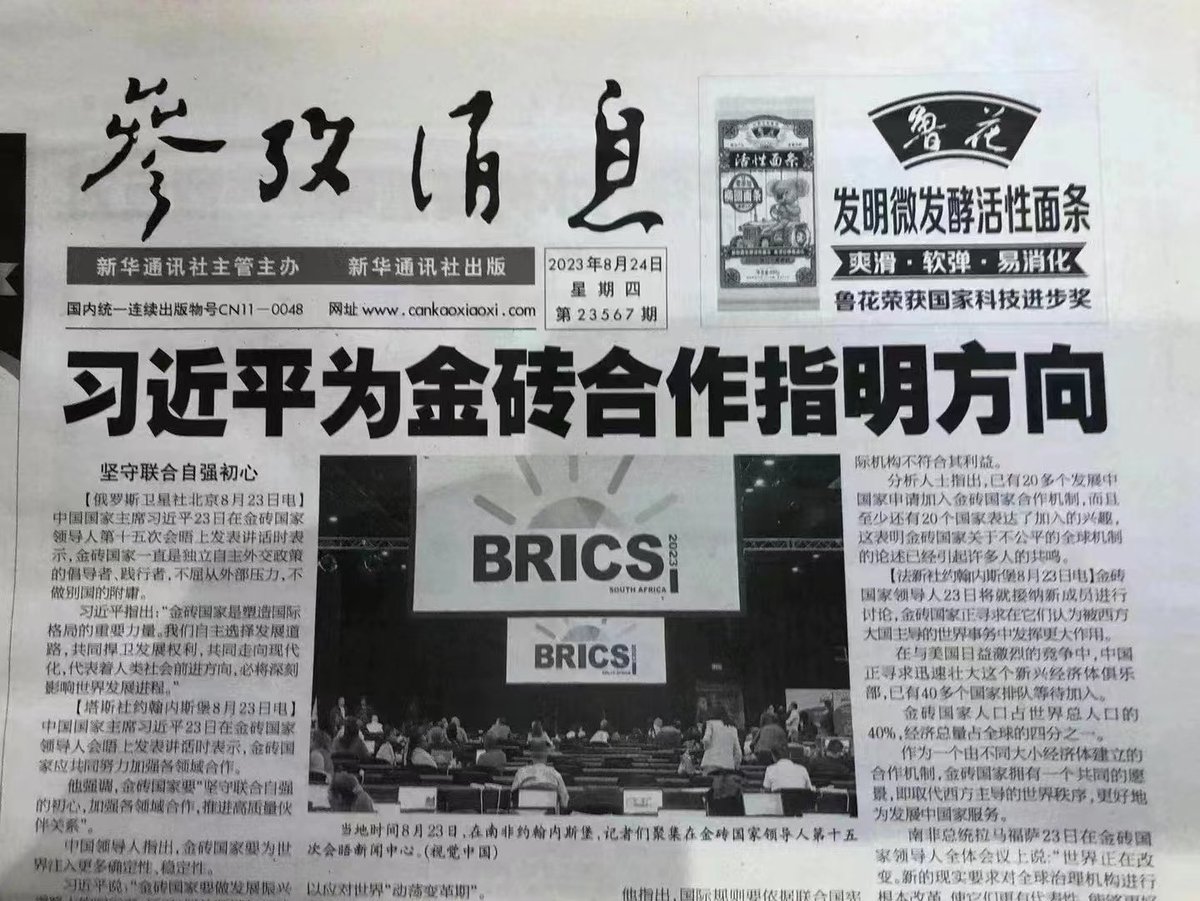 参考消息
新华通讯社主管主办 新华通讯社出版
国内统一连续出版物号CN11－0048 网址www.cankaoxiaoxi.com
2023年8月24日
星期四
第23567期
鲁花
活性面条
发明微发酵活性面条
爽滑·软弹·易消化
鲁花荣获国家科技进步奖
习近平为金砖合作指明方向
坚守联合自强初心
【俄罗斯卫星社北京8月23日电】
中国国家主席习近平23日在金砖国家
领导人第十五次会晤上发表讲话时表
示，金砖国家一直是独立自主外交政策
的倡导者、践行者，不屈从外部压力，不
做别国的附庸。
习近平指出：“金砖国家是塑造国际
格局的重要力量。我们自主选择发展道
路，共同捍卫发展权利，共同走向现代
化，代表着人类社会前进方向，必将深刻
影响世界发展进程。”
【塔斯社约翰内斯堡8月23日电】
中国国家主席习近平23日在金砖国家
领导人会晤上发表讲话时表示，金砖国
家应共同努力加强各领域合作。
他强调，金砖国家要“坚守联合自强
的初心，加强各领域合作，推进高质量伙
伴关系”。
中国领导人指出，金砖国家要为世
界注入更多确定性、稳定性。
习近平说：“金砖国家要做发展振兴
BRICS
2023
SOUTH AFRICA
BRICS
SOUTH AFRICA
当地时间8月23日，在南非约翰内斯堡，记者们聚集在金砖国家领导人第十五
次会晤新闻中心。（视觉中国）
以应对世界“动荡变革期”。
他指出，国际规则要依据联合国宪
际机构不符合其利益。
分析人士指出，已有20多个发展中
国家申请加入金砖国家合作机制，而且
至少还有20个国家表达了加入的兴趣，
这表明金砖国家关于不公平的全球机制
的论述已经引起许多人的共鸣。
【法新社约翰内斯堡8月23日电】金砖
国家领导人23日将就接纳新成员进行
讨论，金砖国家正寻求在它们认为被西方
大国主导的世界事务中发挥更大作用。
在与美国日益激烈的竞争中，中国
正寻求迅速壮大这个新兴经济体俱乐
部，已有40多个国家排队等待加入。
金砖国家人口占世界总人口的
40%，经济总量占全球的四分之一。
作为一个由不同大小经济体建立的
合作机制，金砖国家拥有一个共同的愿
景，即取代西方主导的世界秩序，更好地
为发展中国家服务。
南非总统拉马福萨23日在金砖国
家领导人全体会议上说：“世界正在改
变。新的现实要求对全球治理机构进行
根本改革，使它们更有代表性，能够更好